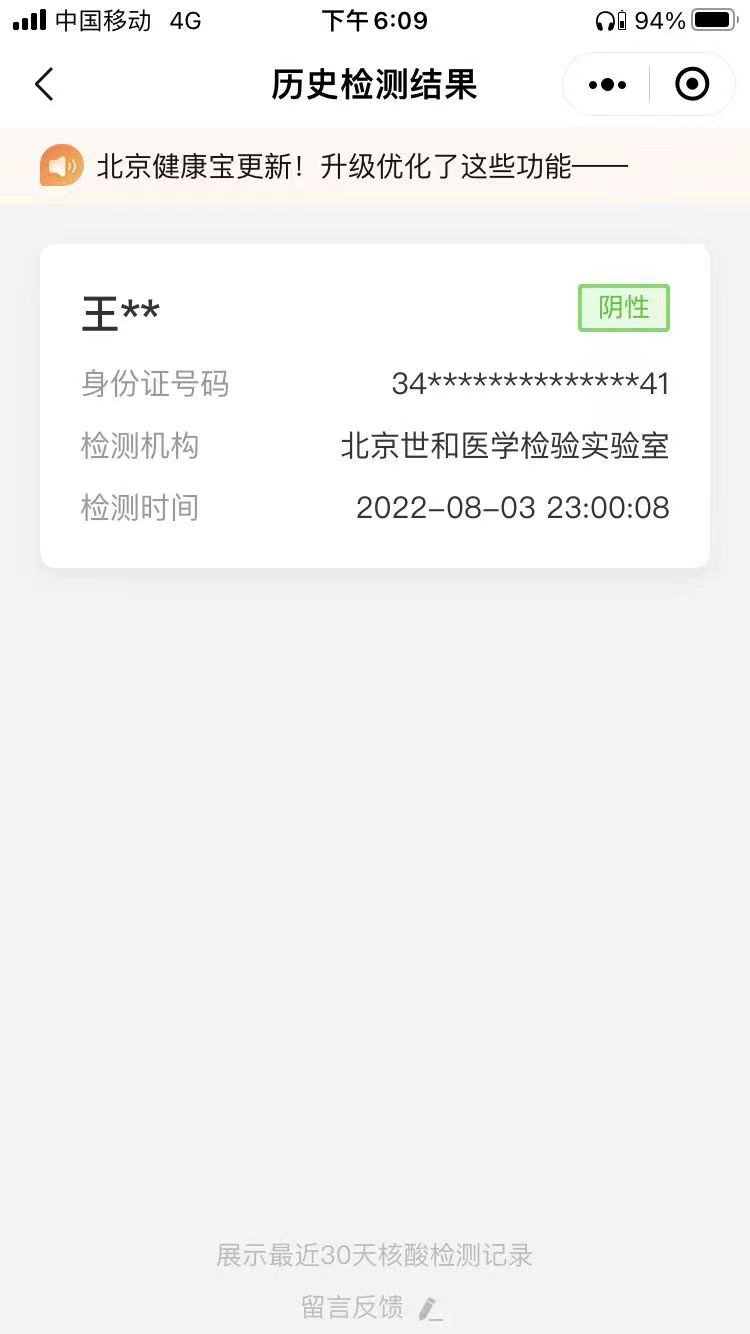 中国移动 4G 下午6:09 94%
历史检测结果
北京健康宝更新！升级优化了这些功能——
王** 阴性
身份证号码 34**************41
检测机构 北京世和医学检验实验室
检测时间 2022-08-03 23:00:08
展示最近30天核酸检测记录
留言反馈